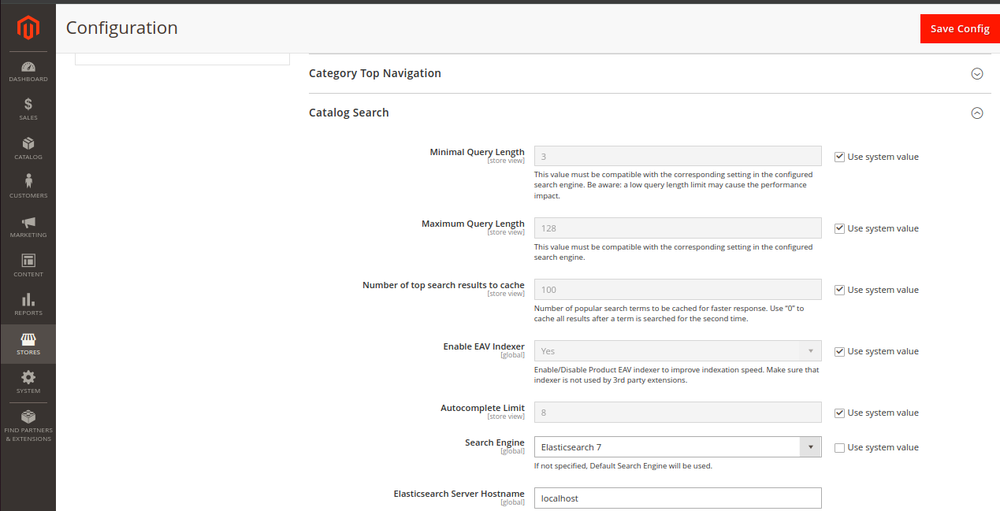 Configuration
Save Config
DASHBOARD
SALES
CATALOG
CUSTOMERS
MARKETING
CONTENT
REPORTS
STORES
SYSTEM
FIND PARTNERS
& EXTENSIONS
Category Top Navigation
Catalog Search
Minimal Query Length
[store view]
3
Use system value
This value must be compatible with the corresponding setting in the configured
search engine. Be aware: a low query length limit may cause the performance
impact.
Maximum Query Length
[store view]
128
Use system value
This value must be compatible with the corresponding setting in the configured
search engine.
Number of top search results to cache
[store view]
100
Use system value
Number of popular search terms to be cached for faster response. Use “0” to
cache all results after a term is searched for the second time.
Enable EAV Indexer
[global]
Yes
Use system value
Enable/Disable Product EAV indexer to improve indexation speed. Make sure that
indexer is not used by 3rd party extensions.
Autocomplete Limit
[store view]
8
Use system value
Search Engine
[global]
Elasticsearch 7
Use system value
If not specified, Default Search Engine will be used.
Elasticsearch Server Hostname
[global]
localhost